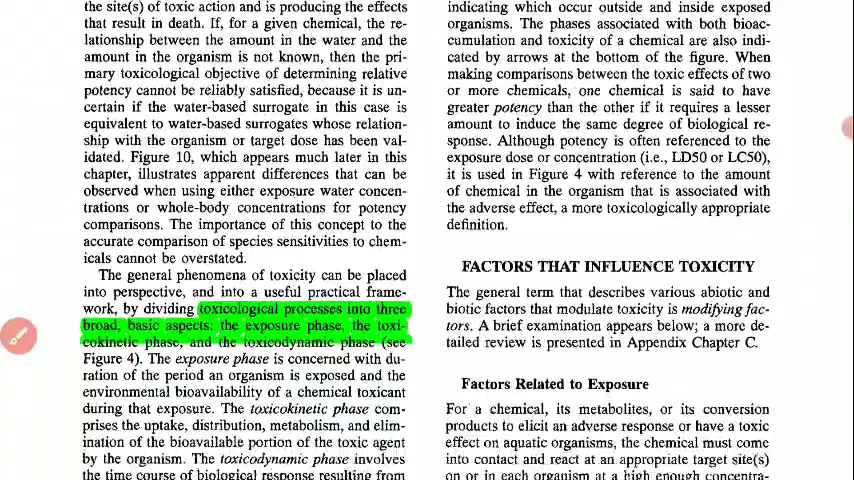 the site(s) of toxic action and is producing the effects
that result in death. If, for a given chemical, the re-
lationship between the amount in the water and the
amount in the organism is not known, then the pri-
mary toxicological objective of determining relative
potency cannot be reliably satisfied, because it is un-
certain if the water-based surrogate in this case is
equivalent to water-based surrogates whose relation-
ship with the organism or target dose has been val-
idated. Figure 10, which appears much later in this
chapter, illustrates apparent differences that can be
observed when using either exposure water concen-
trations or whole-body concentrations for potency
comparisons. The importance of this concept to the
accurate comparison of species sensitivities to chem-
icals cannot be overstated.
The general phenomena of toxicity can be placed
into perspective, and into a useful practical frame-
work, by dividing toxicological processes into three
broad, basic aspects: the exposure phase, the toxi-
cokinetic phase, and the toxicodynamic phase (see
Figure 4). The exposure phase is concerned with du-
ration of the period an organism is exposed and the
environmental bioavailability of a chemical toxicant
during that exposure. The toxicokinetic phase com-
prises the uptake, distribution, metabolism, and elim-
ination of the bioavailable portion of the toxic agent
by the organism. The toxicodynamic phase involves
the time course of biological response resulting from
indicating which occur outside and inside exposed
organisms. The phases associated with both bioac-
cumulation and toxicity of a chemical are also indi-
cated by arrows at the bottom of the figure. When
making comparisons between the toxic effects of two
or more chemicals, one chemical is said to have
greater potency than the other if it requires a lesser
amount to induce the same degree of biological re-
sponse. Although potency is often referenced to the
exposure dose or concentration (i.e., LD50 or LC50),
it is used in Figure 4 with reference to the amount
of chemical in the organism that is associated with
the adverse effect, a more toxicologically appropriate
definition.
FACTORS THAT INFLUENCE TOXICITY
The general term that describes various abiotic and
biotic factors that modulate toxicity is modifying fac-
tors. A brief examination appears below; a more de-
tailed review is presented in Appendix Chapter C.
Factors Related to Exposure
For a chemical, its metabolites, or its conversion
products to elicit an adverse response or have a toxic
effect on aquatic organisms, the chemical must come
into contact and react at an appropriate target site(s)
on or in each organism at a high enough concentra-